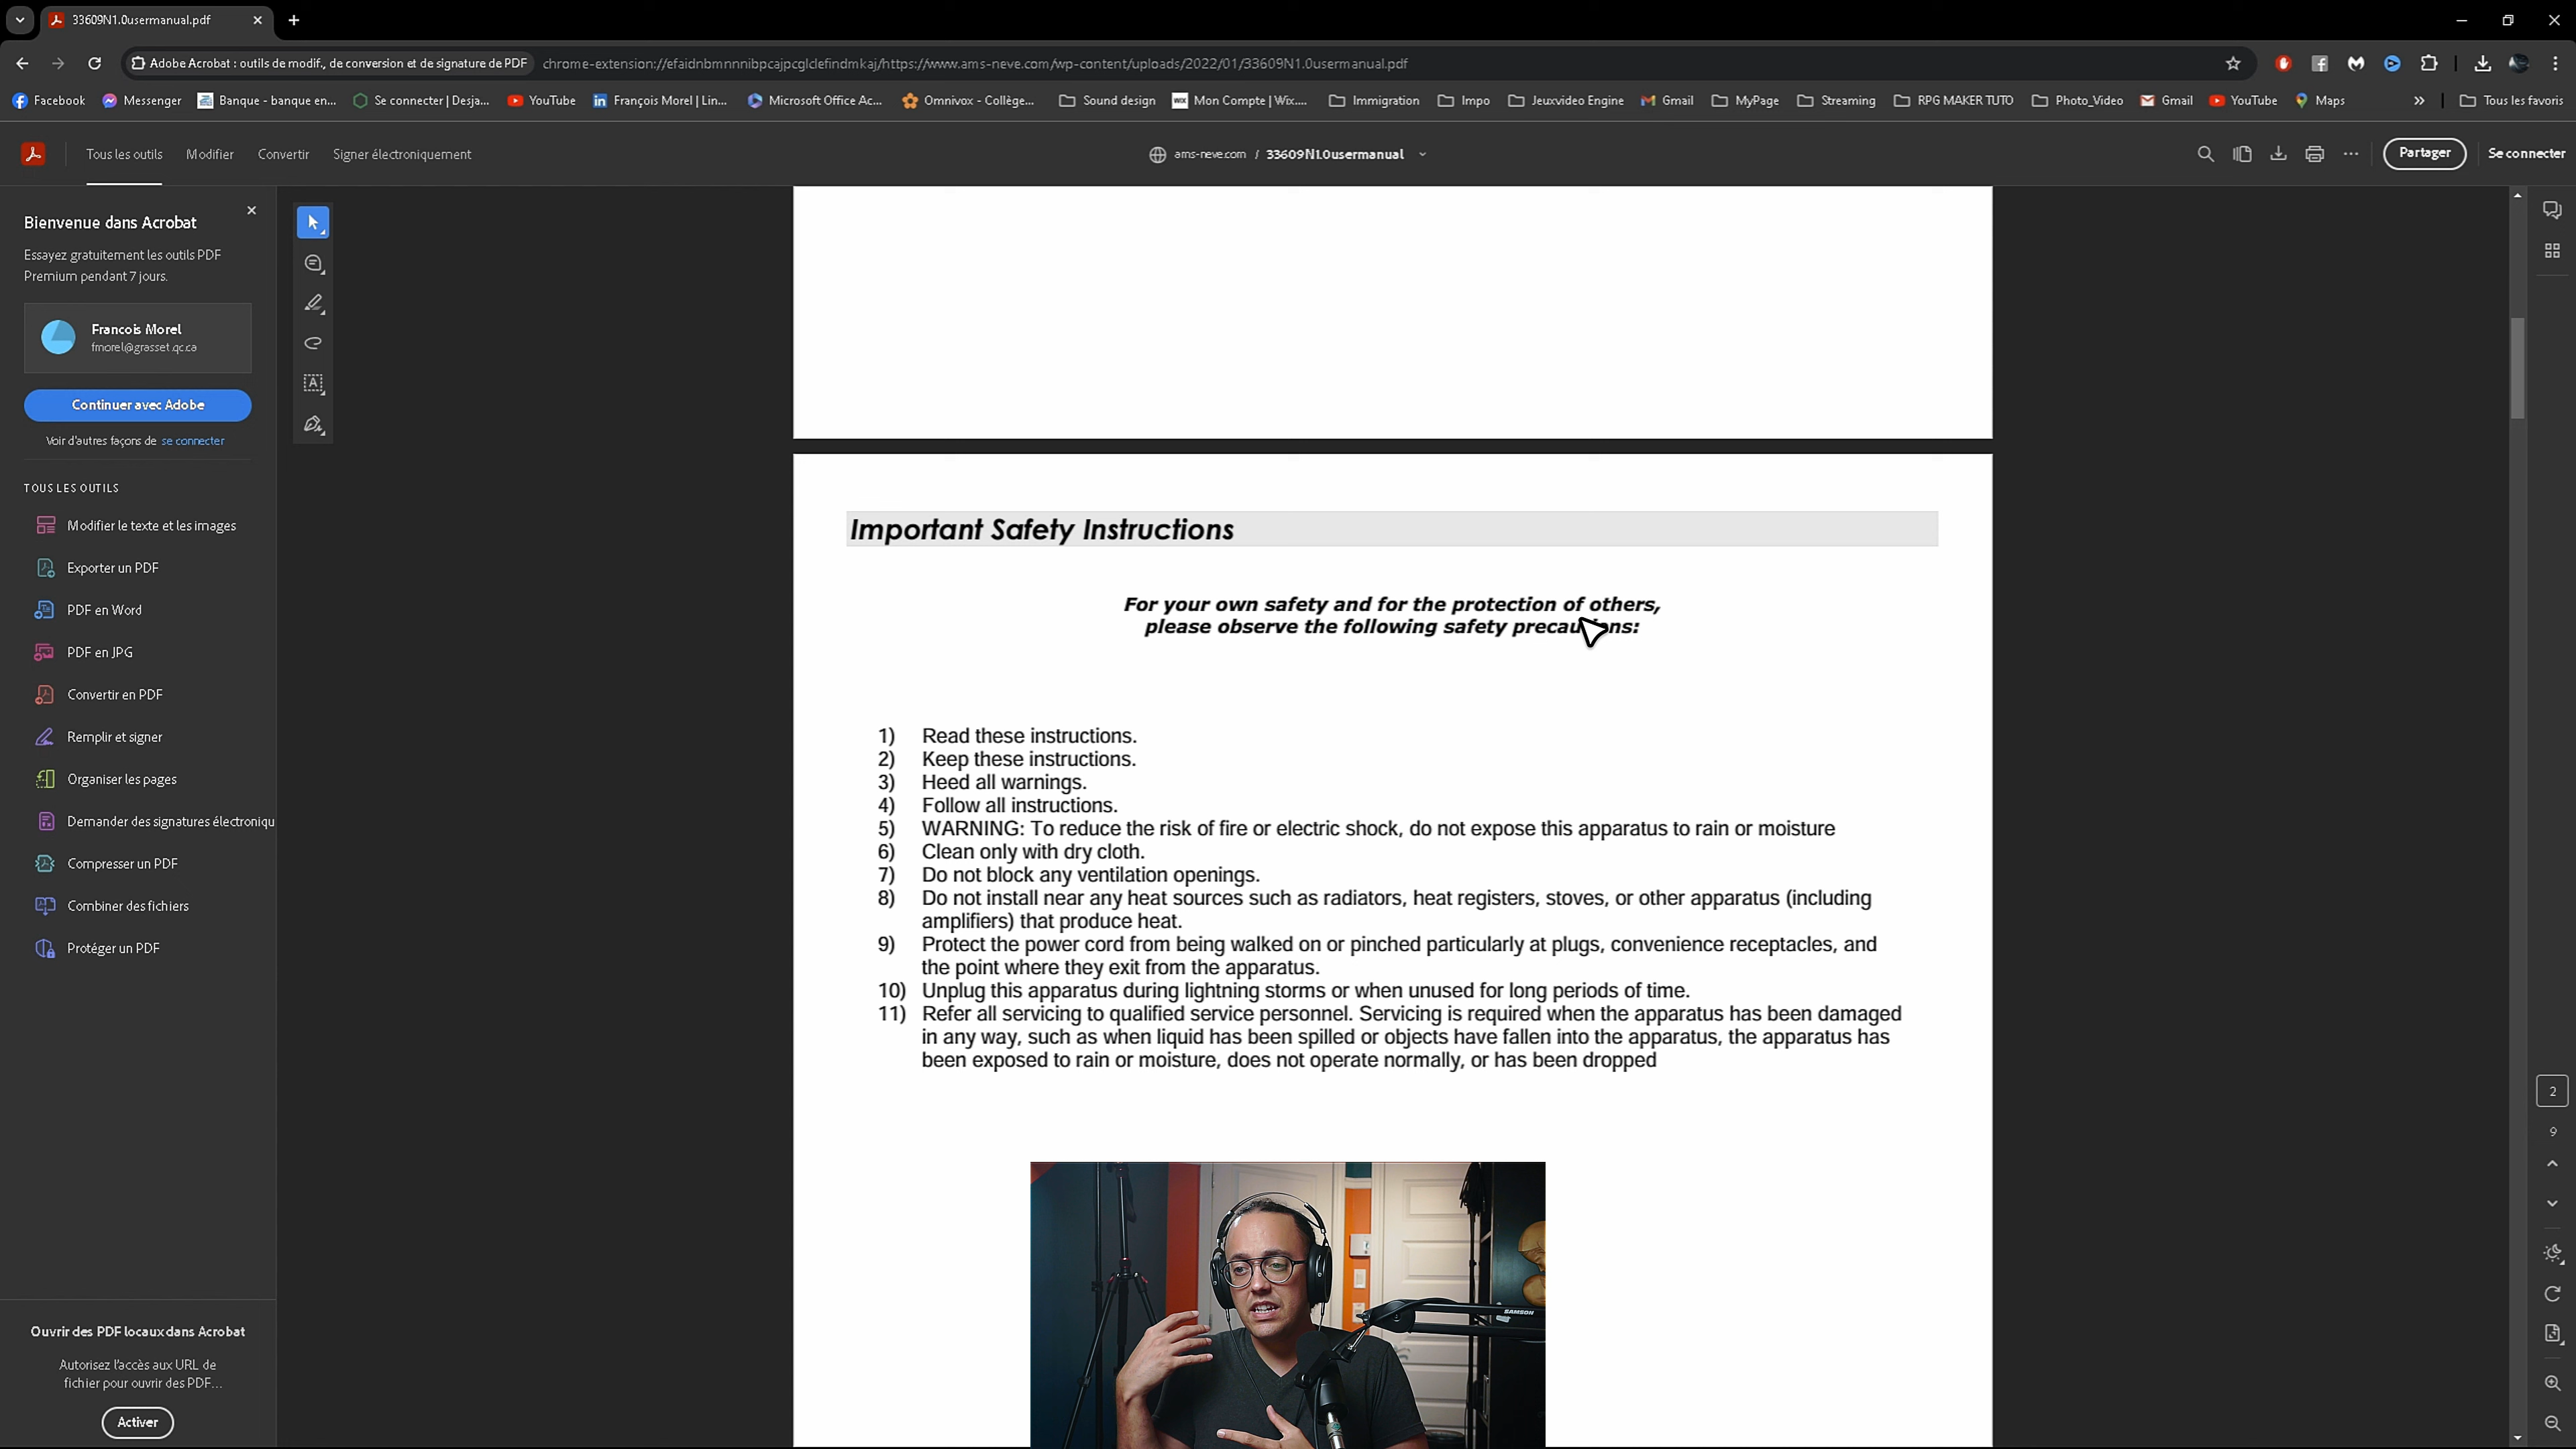 33609N1.0usermanual.pdf
Adobe Acrobat : outils de modif., de conversion et de signature de PDF
chrome-extension://efaidnbmnnnibpcajpcglclefindmkaj/https://www.ams-neve.com/wp-content/uploads/2022/01/33609N1.0usermanual.pdf
Facebook
Messenger
Banque - banque en...
Se connecter | Desja...
YouTube
François Morel | Lin...
Microsoft Office Ac...
Omnivox - Collège...
Sound design
WIX Mon Compte | Wix....
Immigration
Impo
Jeuxvideo Engine
Gmail
MyPage
Streaming
RPG MAKER TUTO
Photo_Video
Gmail
YouTube
Maps
Tous les favoris
Tous les outils
Modifier
Convertir
Signer électroniquement
ams-neve.com / 33609N1.0usermanual
Partager
Se connecter
Bienvenue dans Acrobat
Essayez gratuitement les outils PDF
Premium pendant 7 jours.
Francois Morel
fmorel@grasset.qc.ca
Continuer avec Adobe
Voir d'autres façons de se connecter
TOUS LES OUTILS
Modifier le texte et les images
Exporter un PDF
PDF en Word
PDF en JPG
Convertir en PDF
Remplir et signer
Organiser les pages
Demander des signatures électroniqu
Compresser un PDF
Combiner des fichiers
Protéger un PDF
Ouvrir des PDF locaux dans Acrobat
Autorisez l'accès aux URL de
fichier pour ouvrir des PDF...
Activer
Important Safety Instructions
For your own safety and for the protection of others,
please observe the following safety precautions:
1) Read these instructions.
2) Keep these instructions.
3) Heed all warnings.
4) Follow all instructions.
5) WARNING: To reduce the risk of fire or electric shock, do not expose this apparatus to rain or moisture
6) Clean only with dry cloth.
7) Do not block any ventilation openings.
8) Do not install near any heat sources such as radiators, heat registers, stoves, or other apparatus (including
amplifiers) that produce heat.
9) Protect the power cord from being walked on or pinched particularly at plugs, convenience receptacles, and
the point where they exit from the apparatus.
10) Unplug this apparatus during lightning storms or when unused for long periods of time.
11) Refer all servicing to qualified service personnel. Servicing is required when the apparatus has been damaged
in any way, such as when liquid has been spilled or objects have fallen into the apparatus, the apparatus has
been exposed to rain or moisture, does not operate normally, or has been dropped
SAMSON
2
9